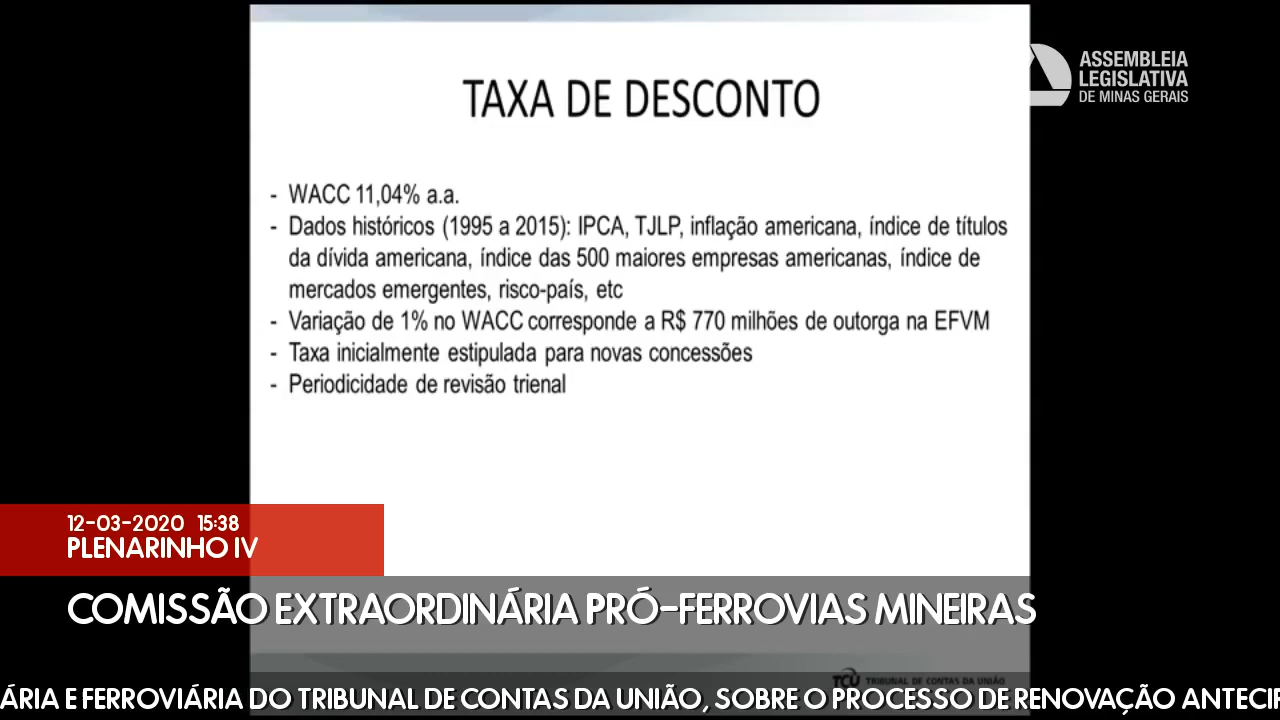 ASSEMBLEIA
LEGISLATIVA
DE MINAS GERAIS
TAXA DE DESCONTO
- WACC 11,04% a.a.
- Dados históricos (1995 a 2015): IPCA, TJLP, inflação americana, índice de títulos
da dívida americana, índice das 500 maiores empresas americanas, índice de
mercados emergentes, risco-país, etc
- Variação de 1% no WACC corresponde a R$ 770 milhões de outorga na EFVM
- Taxa inicialmente estipulada para novas concessões
- Periodicidade de revisão trienal
12-03-2020 15:38
PLENARINHO IV
COMISSÃO EXTRAORDINÁRIA PRÓ-FERROVIAS MINEIRAS
TCU TRIBUNAL DE CONTAS DA UNIÃO
ÁRIA E FERROVIÁRIA DO TRIBUNAL DE CONTAS DA UNIÃO, SOBRE O PROCESSO DE RENOVAÇÃO ANTECIP